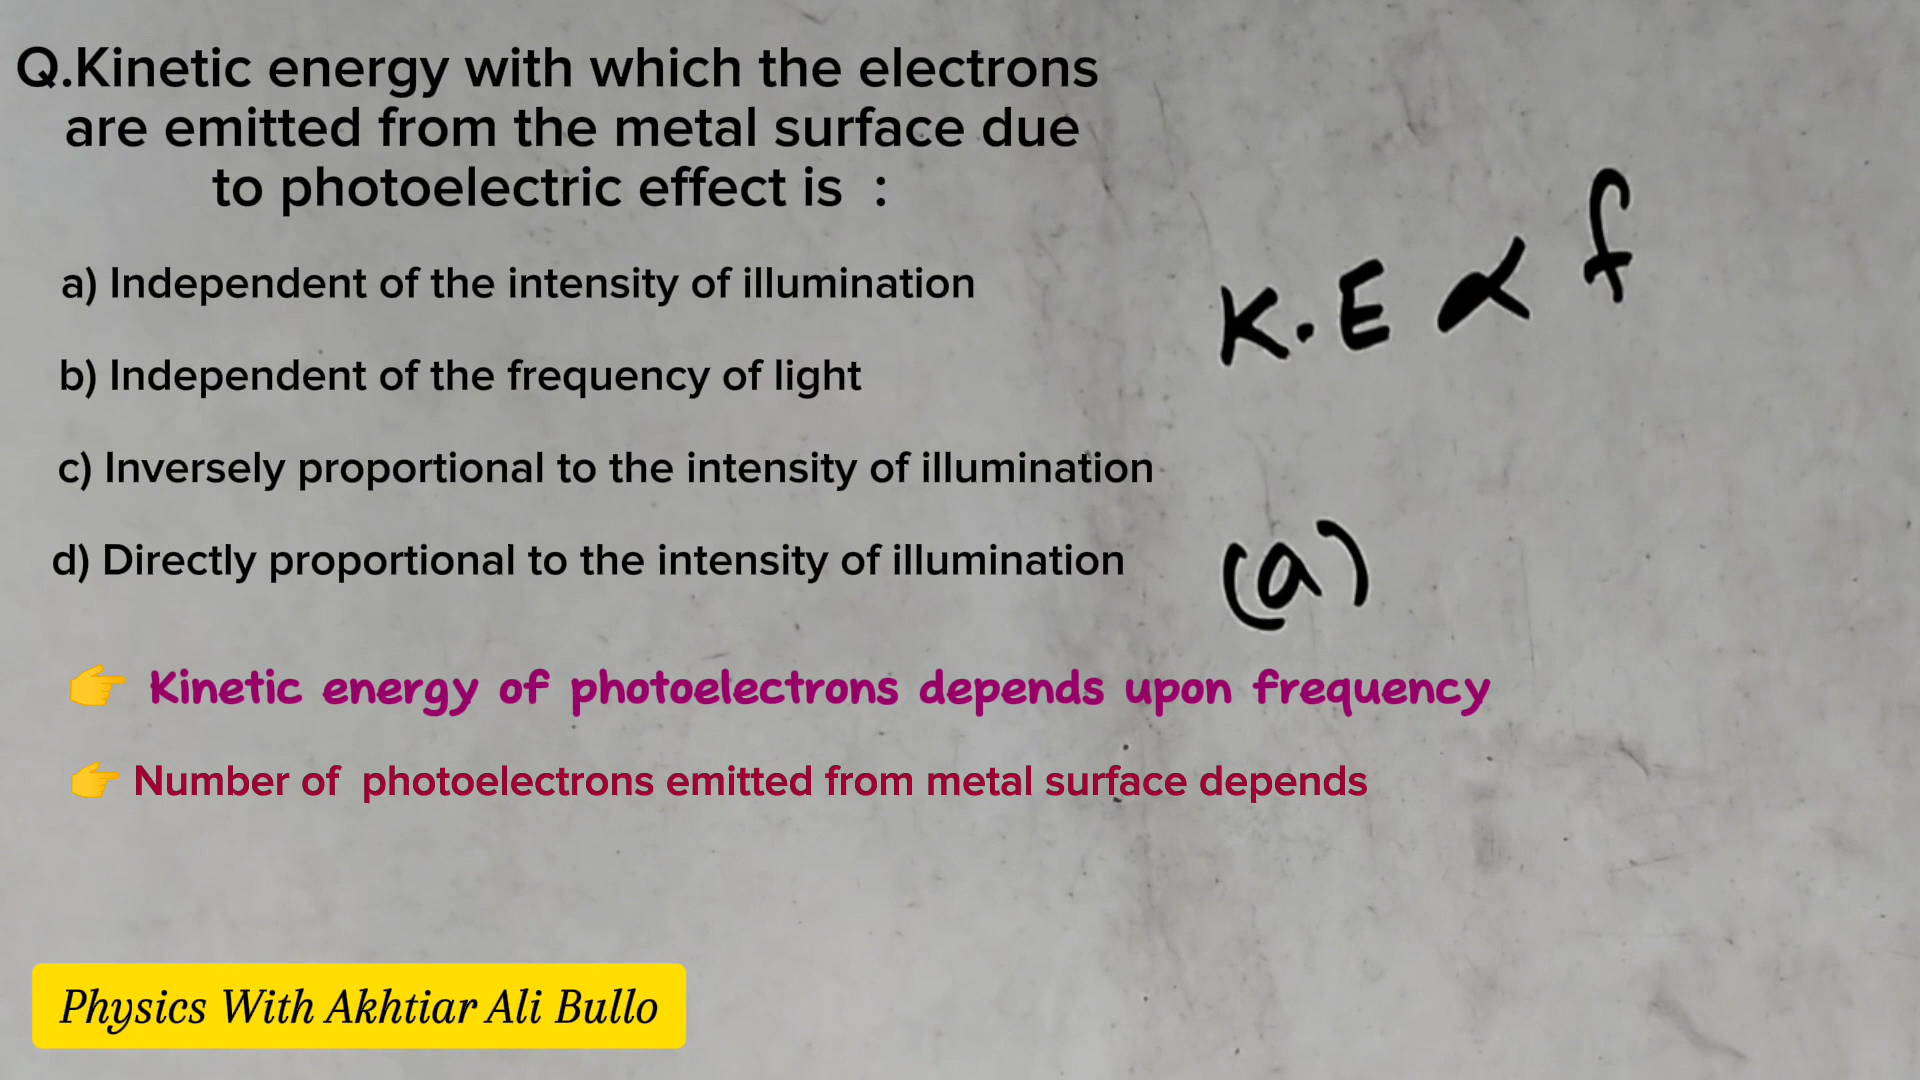 Q.Kinetic energy with which the electrons
are emitted from the metal surface due
to photoelectric effect is :
a) Independent of the intensity of illumination
K.E ∝ f
b) Independent of the frequency of light
c) Inversely proportional to the intensity of illumination
d) Directly proportional to the intensity of illumination
(a)
👉 Kinetic energy of photoelectrons depends upon frequency
👉 Number of photoelectrons emitted from metal surface depends
Physics With Akhtiar Ali Bullo